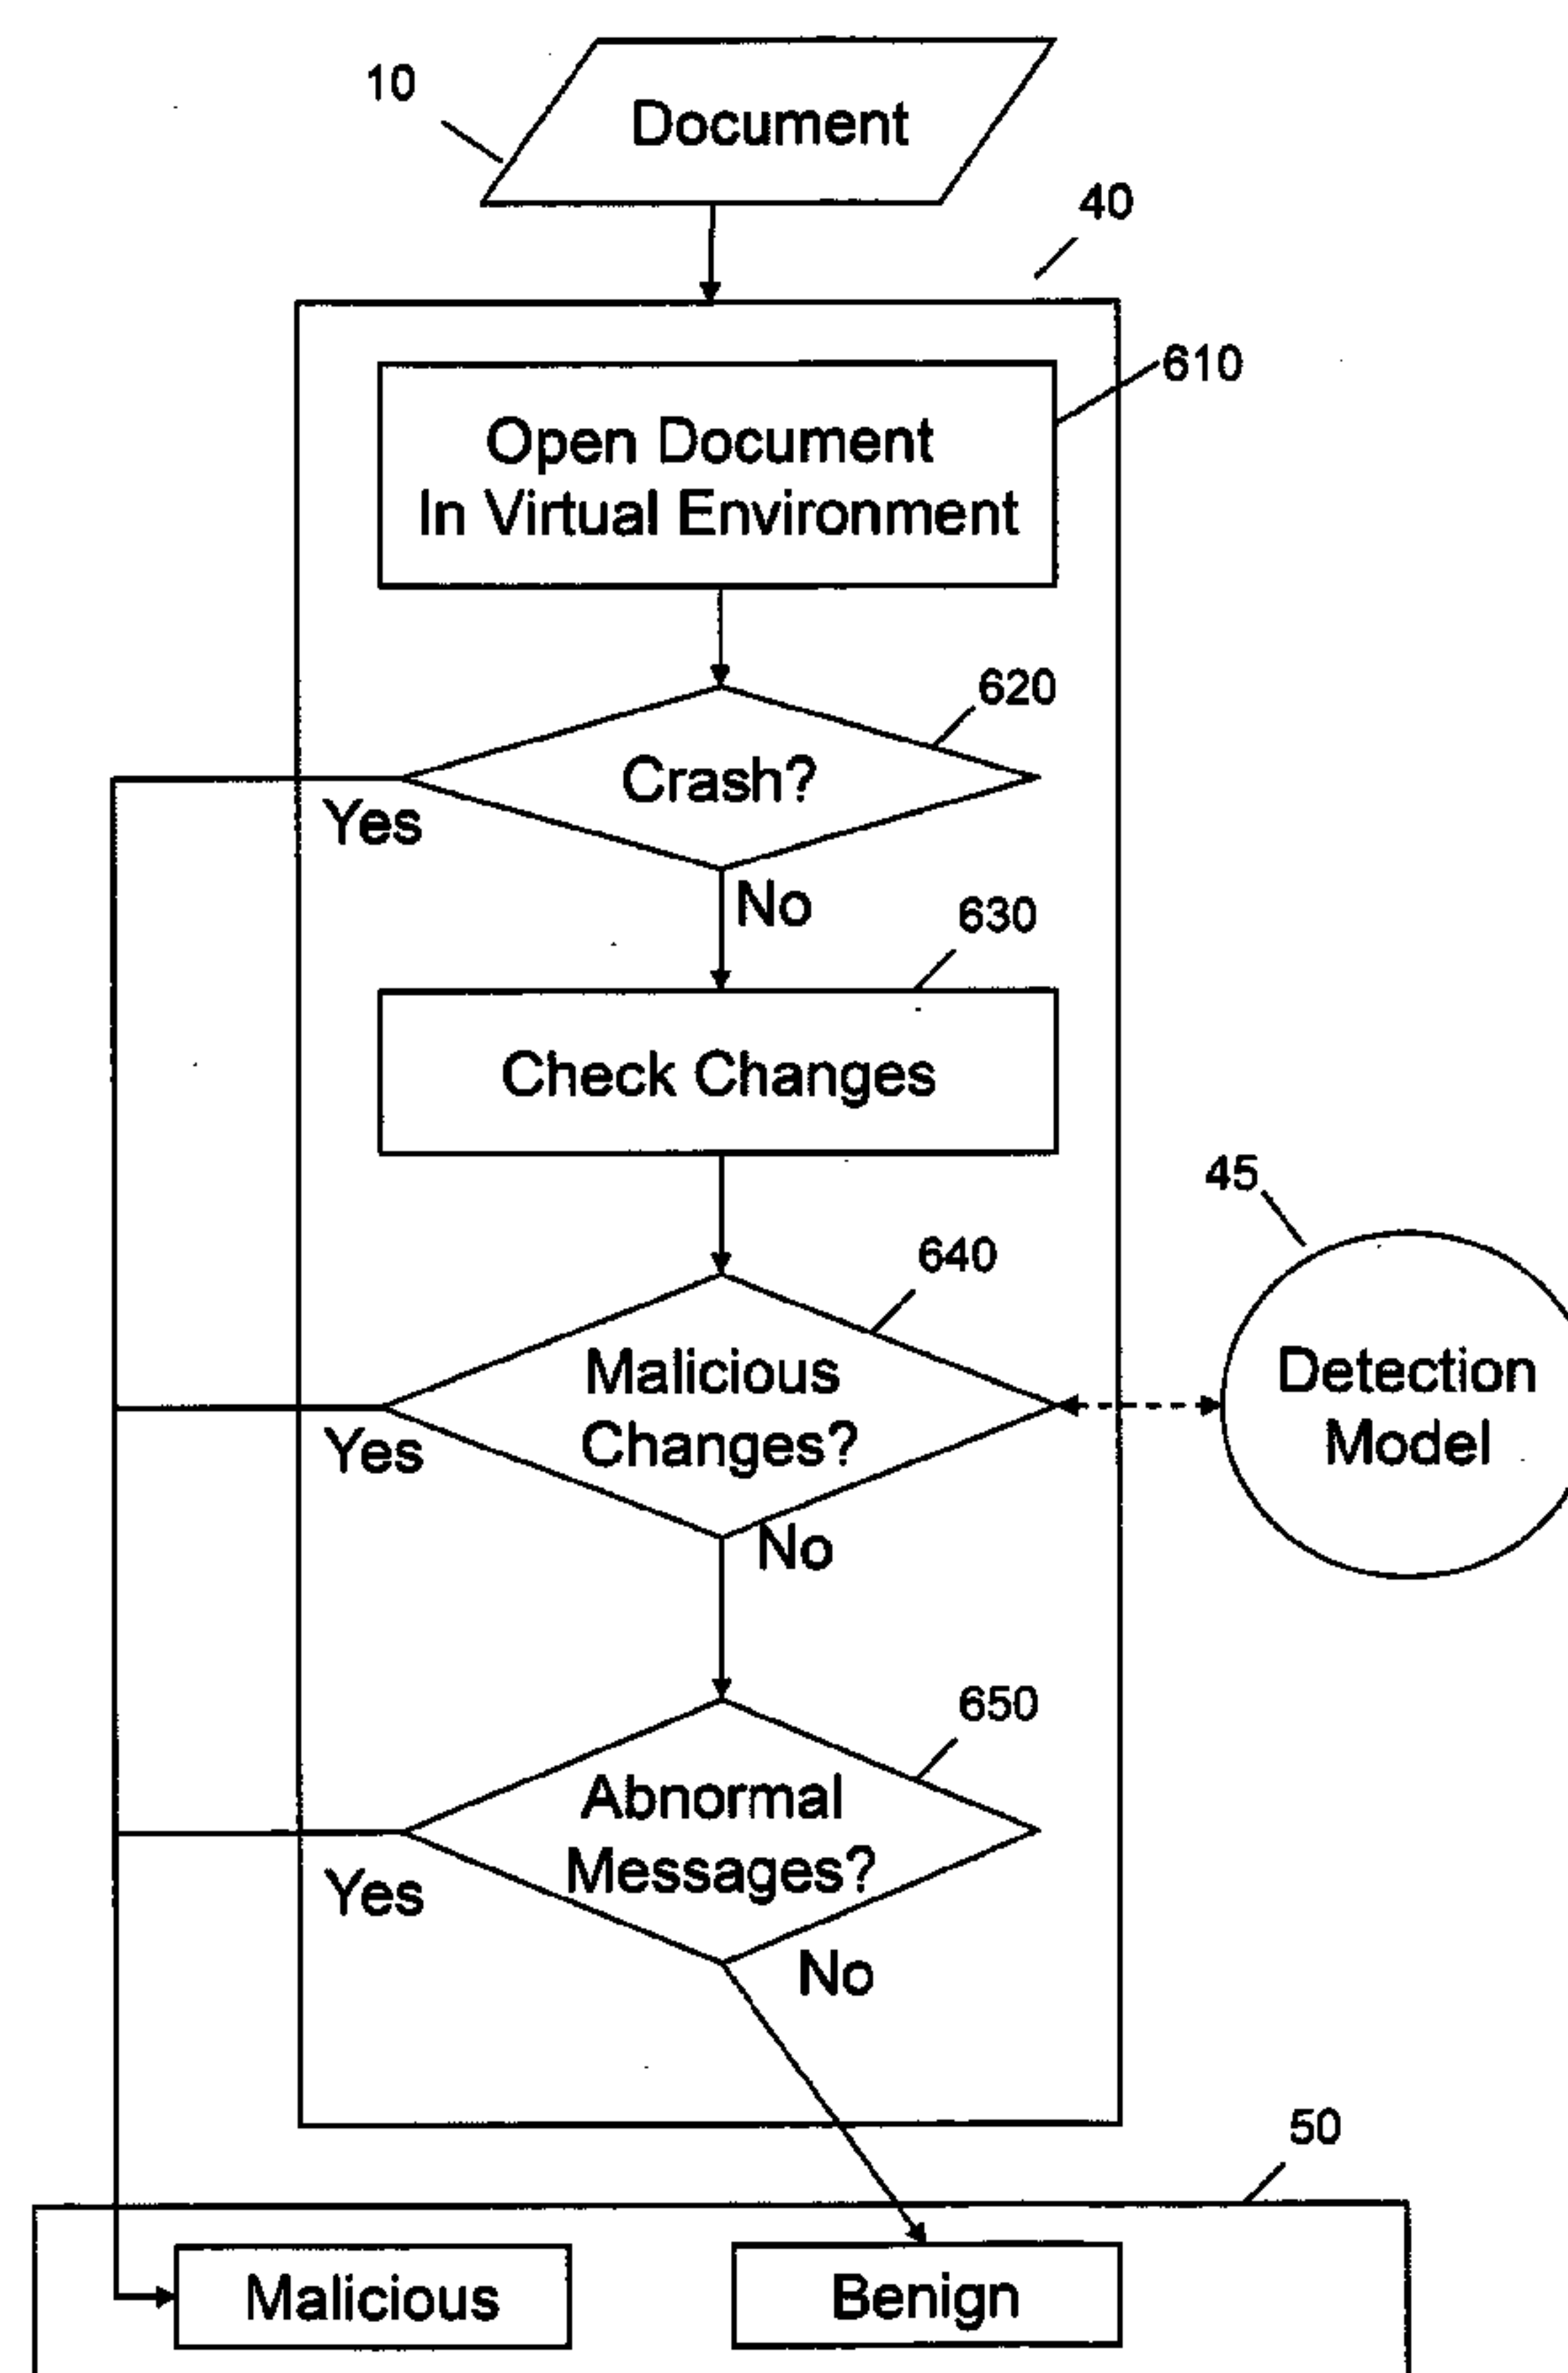 10
Document
40
610
Open Document
In Virtual Environment
620
Crash?
Yes
No
630
Check Changes
45
640
Malicious
Changes?
Detection
Model
Yes
No
650
Abnormal
Messages?
Yes
No
50
Malicious
Benign